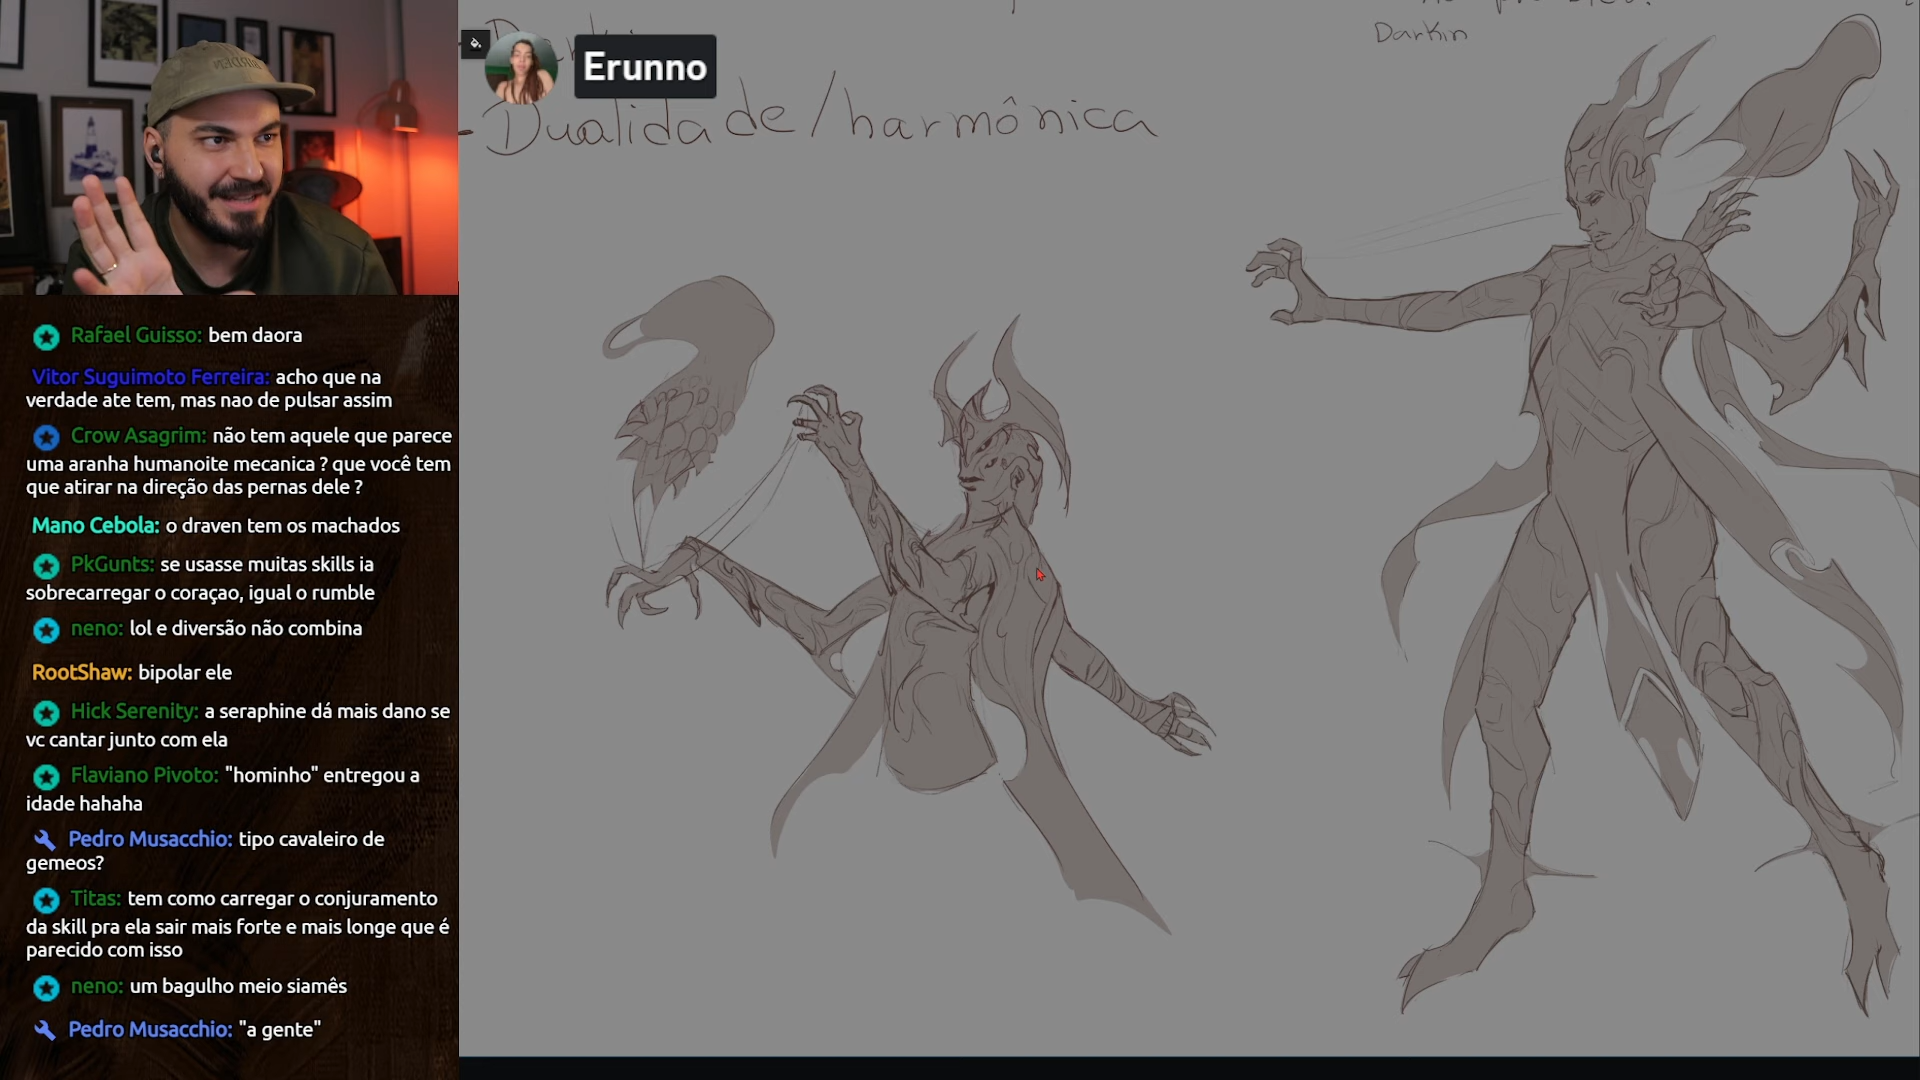 Rafael Guisso: bem daora
Vitor Suguimoto Ferreira: acho que na
verdade ate tem, mas nao de pulsar assim
Crow Asagrim: não tem aquele que parece
uma aranha humanoite mecanica ? que você tem
que atirar na direção das pernas dele ?
Mano Cebola: o draven tem os machados
PkGunts: se usasse muitas skills ia
sobrecarregar o coraçao, igual o rumble
neno: lol e diversão não combina
RootShaw: bipolar ele
Hick Serenity: a seraphine dá mais dano se
vc cantar junto com ela
Flaviano Pivoto: "hominho" entregou a
idade hahaha
Pedro Musacchio: tipo cavaleiro de
gemeos?
Titas: tem como carregar o conjuramento
da skill pra ela sair mais forte e mais longe que é
parecido com isso
neno: um bagulho meio siamês
Pedro Musacchio: "a gente"
Erunno
- Dualidade/harmônica
Darkin